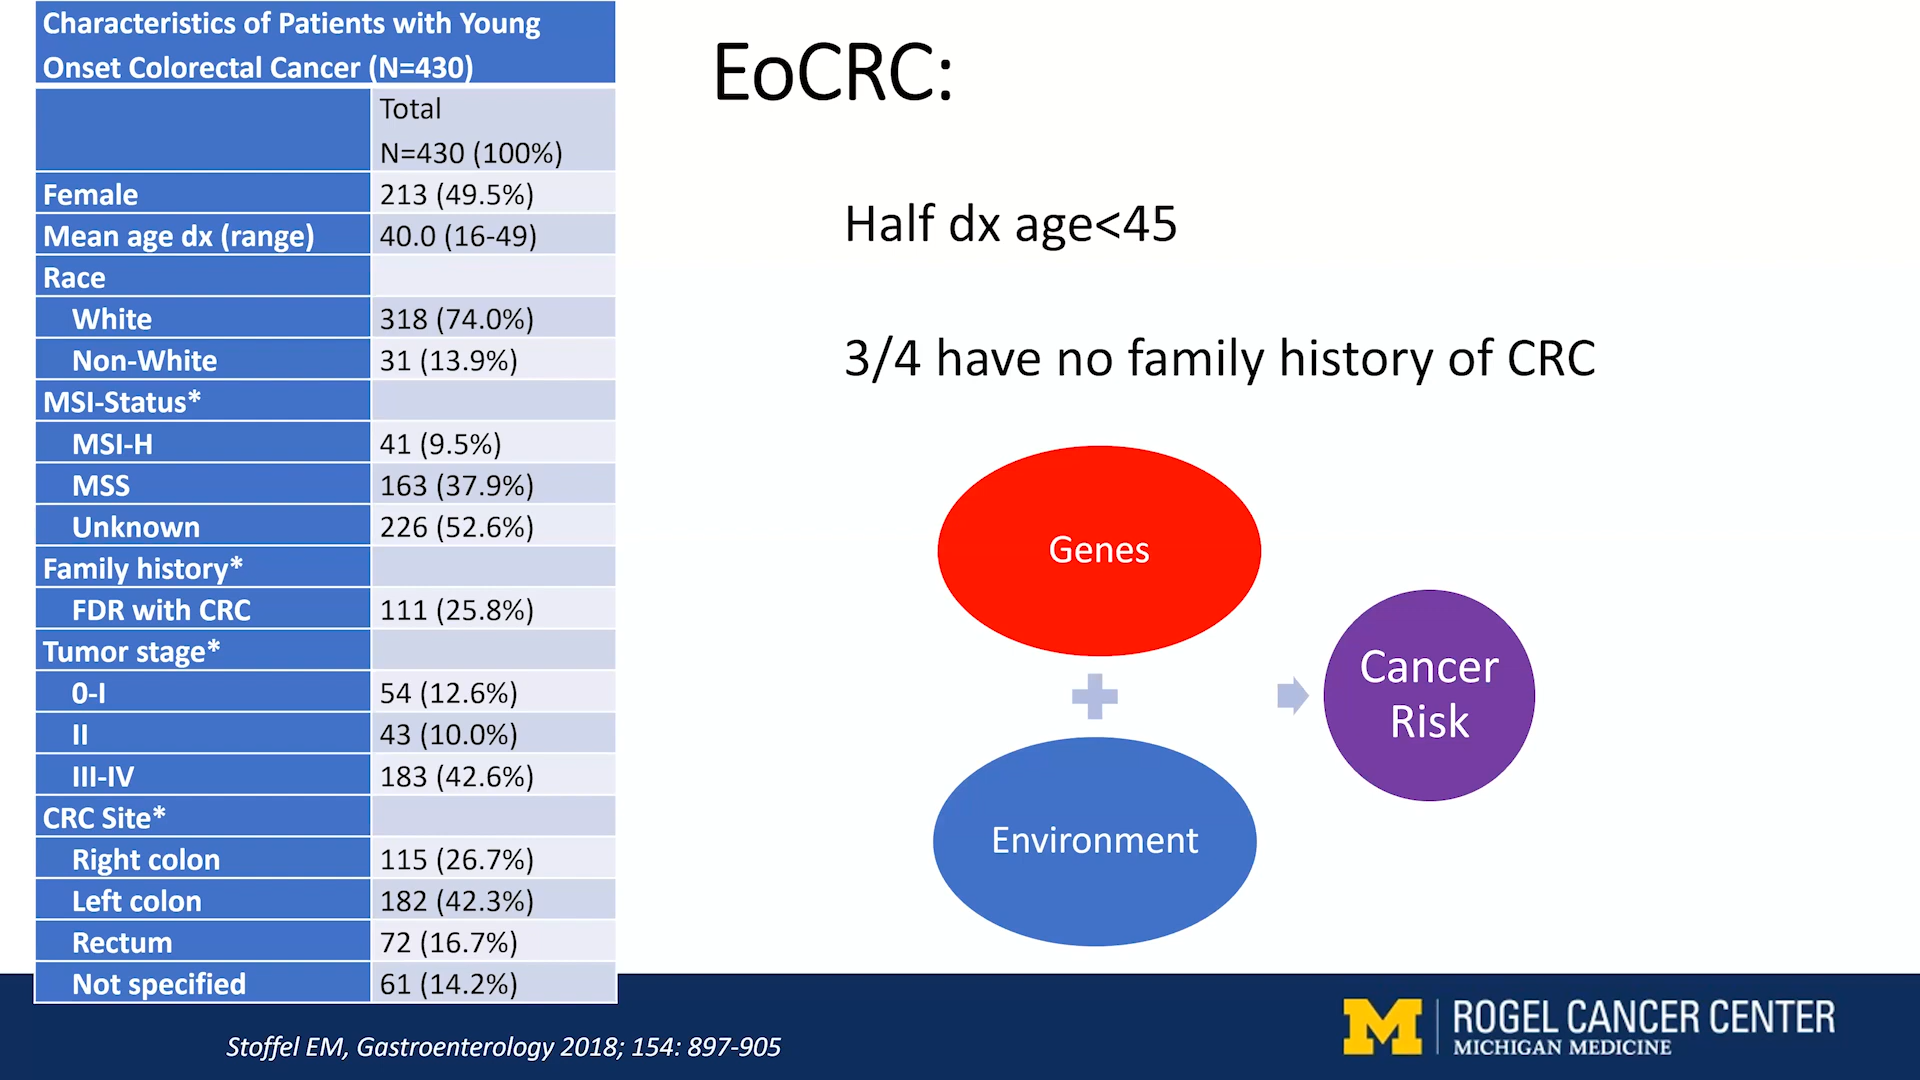 Characteristics of Patients with Young
Onset Colorectal Cancer (N=430)
Total
N=430 (100%)
Female 213 (49.5%)
Mean age dx (range) 40.0 (16-49)
Race
White 318 (74.0%)
Non-White 31 (13.9%)
MSI-Status*
MSI-H 41 (9.5%)
MSS 163 (37.9%)
Unknown 226 (52.6%)
Family history*
FDR with CRC 111 (25.8%)
Tumor stage*
0-I 54 (12.6%)
II 43 (10.0%)
III-IV 183 (42.6%)
CRC Site*
Right colon 115 (26.7%)
Left colon 182 (42.3%)
Rectum 72 (16.7%)
Not specified 61 (14.2%)
EoCRC:
Half dx age<45
3/4 have no family history of CRC
Genes
Environment
Cancer
Risk
Stoffel EM, Gastroenterology 2018; 154: 897-905
M
ROGEL CANCER CENTER
MICHIGAN MEDICINE